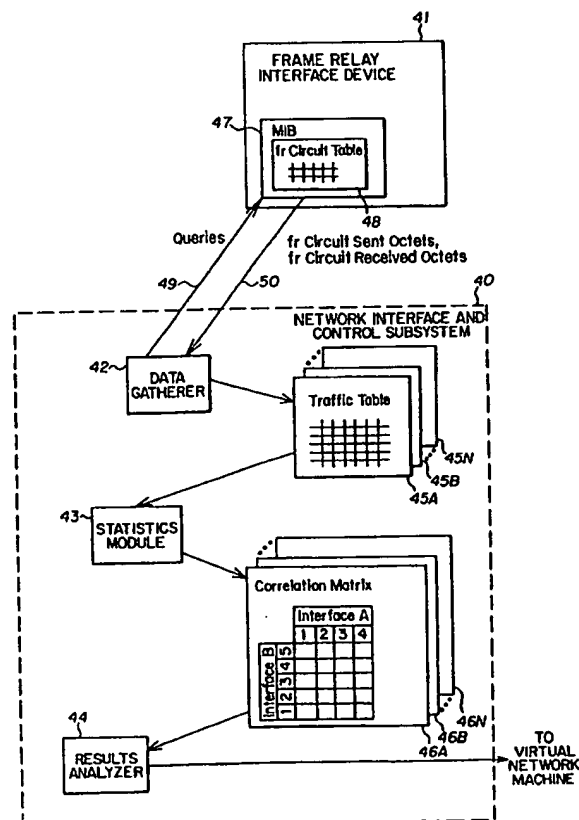 41
FRAME RELAY
INTERFACE DEVICE
47
MIB
fr Circuit Table
48
Queries
fr Circuit Sent Octets,
fr Circuit Received Octets
49
50
40
NETWORK INTERFACE AND
CONTROL SUBSYSTEM
42
DATA
GATHERER
Traffic Table
45N
45B
45A
43
STATISTICS
MODULE
Correlation Matrix
Interface A
1 2 3 4
Interface B
1 2 3 4 5
46N
46B
46A
44
RESULTS
ANALYZER
TO
VIRTUAL
NETWORK
MACHINE